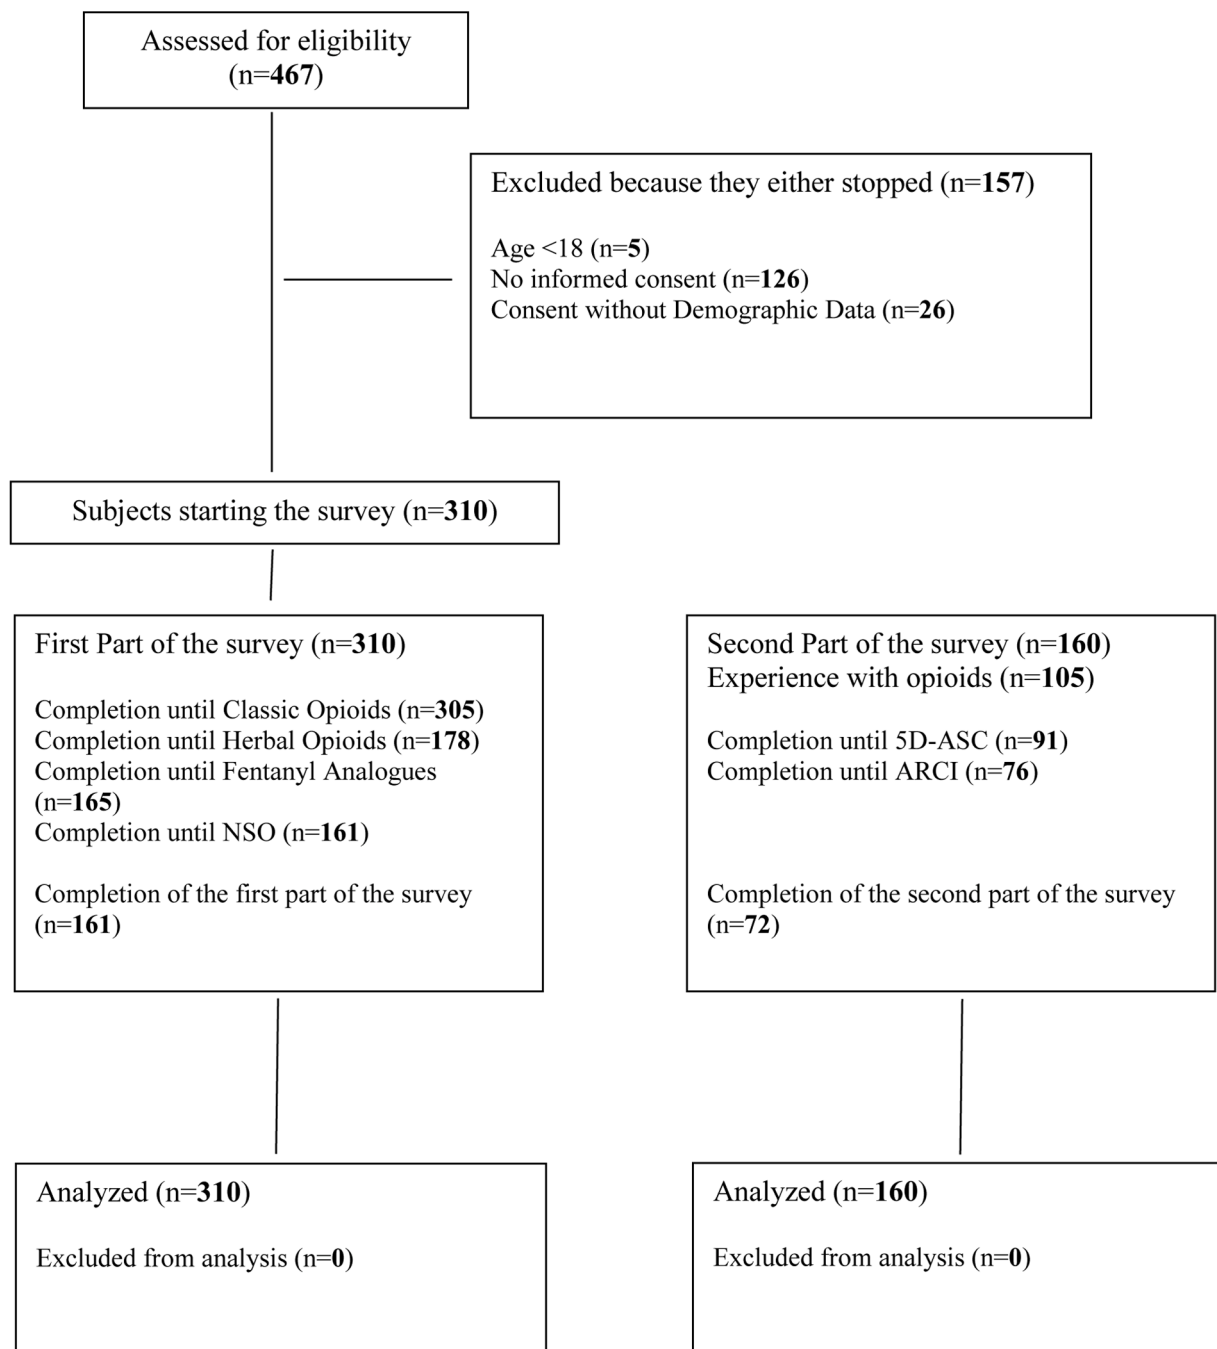 Assessed for eligibility
(n=467)
Excluded because they either stopped (n=157)
Age <18 (n=5)
No informed consent (n=126)
Consent without Demographic Data (n=26)
Subjects starting the survey (n=310)
First Part of the survey (n=310)
Completion until Classic Opioids (n=305)
Completion until Herbal Opioids (n=178)
Completion until Fentanyl Analogues
(n=165)
Completion until NSO (n=161)
Completion of the first part of the survey
(n=161)
Second Part of the survey (n=160)
Experience with opioids (n=105)
Completion until 5D-ASC (n=91)
Completion until ARCI (n=76)
Completion of the second part of the survey
(n=72)
Analyzed (n=310)
Excluded from analysis (n=0)
Analyzed (n=160)
Excluded from analysis (n=0)